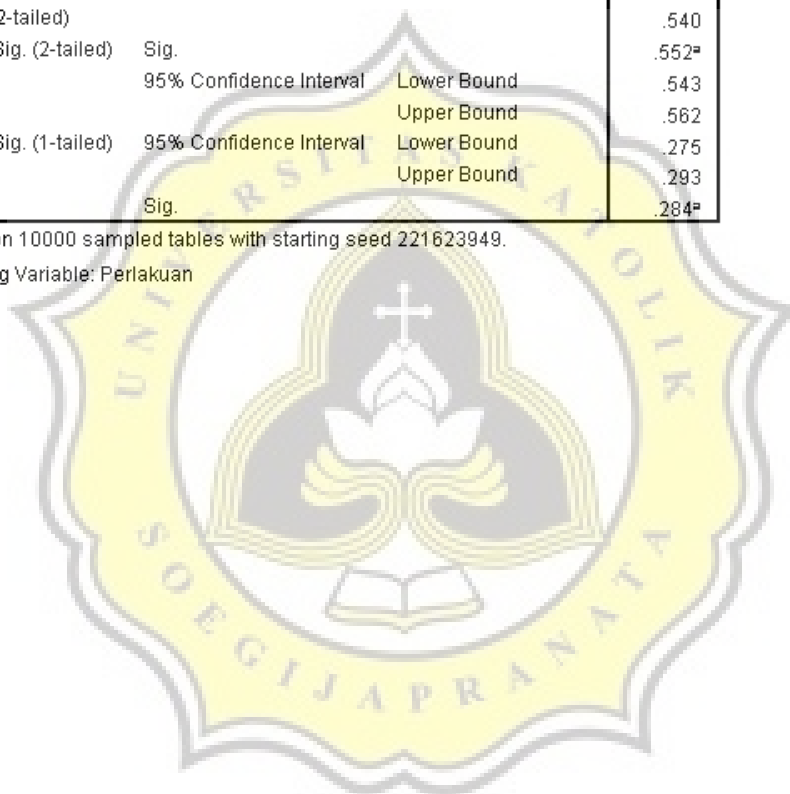 2-tailed) .540
Sig. (2-tailed) Sig. .552ᵃ
95% Confidence Interval Lower Bound .543
Upper Bound .562
Sig. (1-tailed) 95% Confidence Interval Lower Bound .275
Upper Bound .293
Sig. .284ᵃ
on 10000 sampled tables with starting seed 221623949.
g Variable: Perlakuan
UNIVERSITAS KATOLIK
SOEGIJAPRANATA